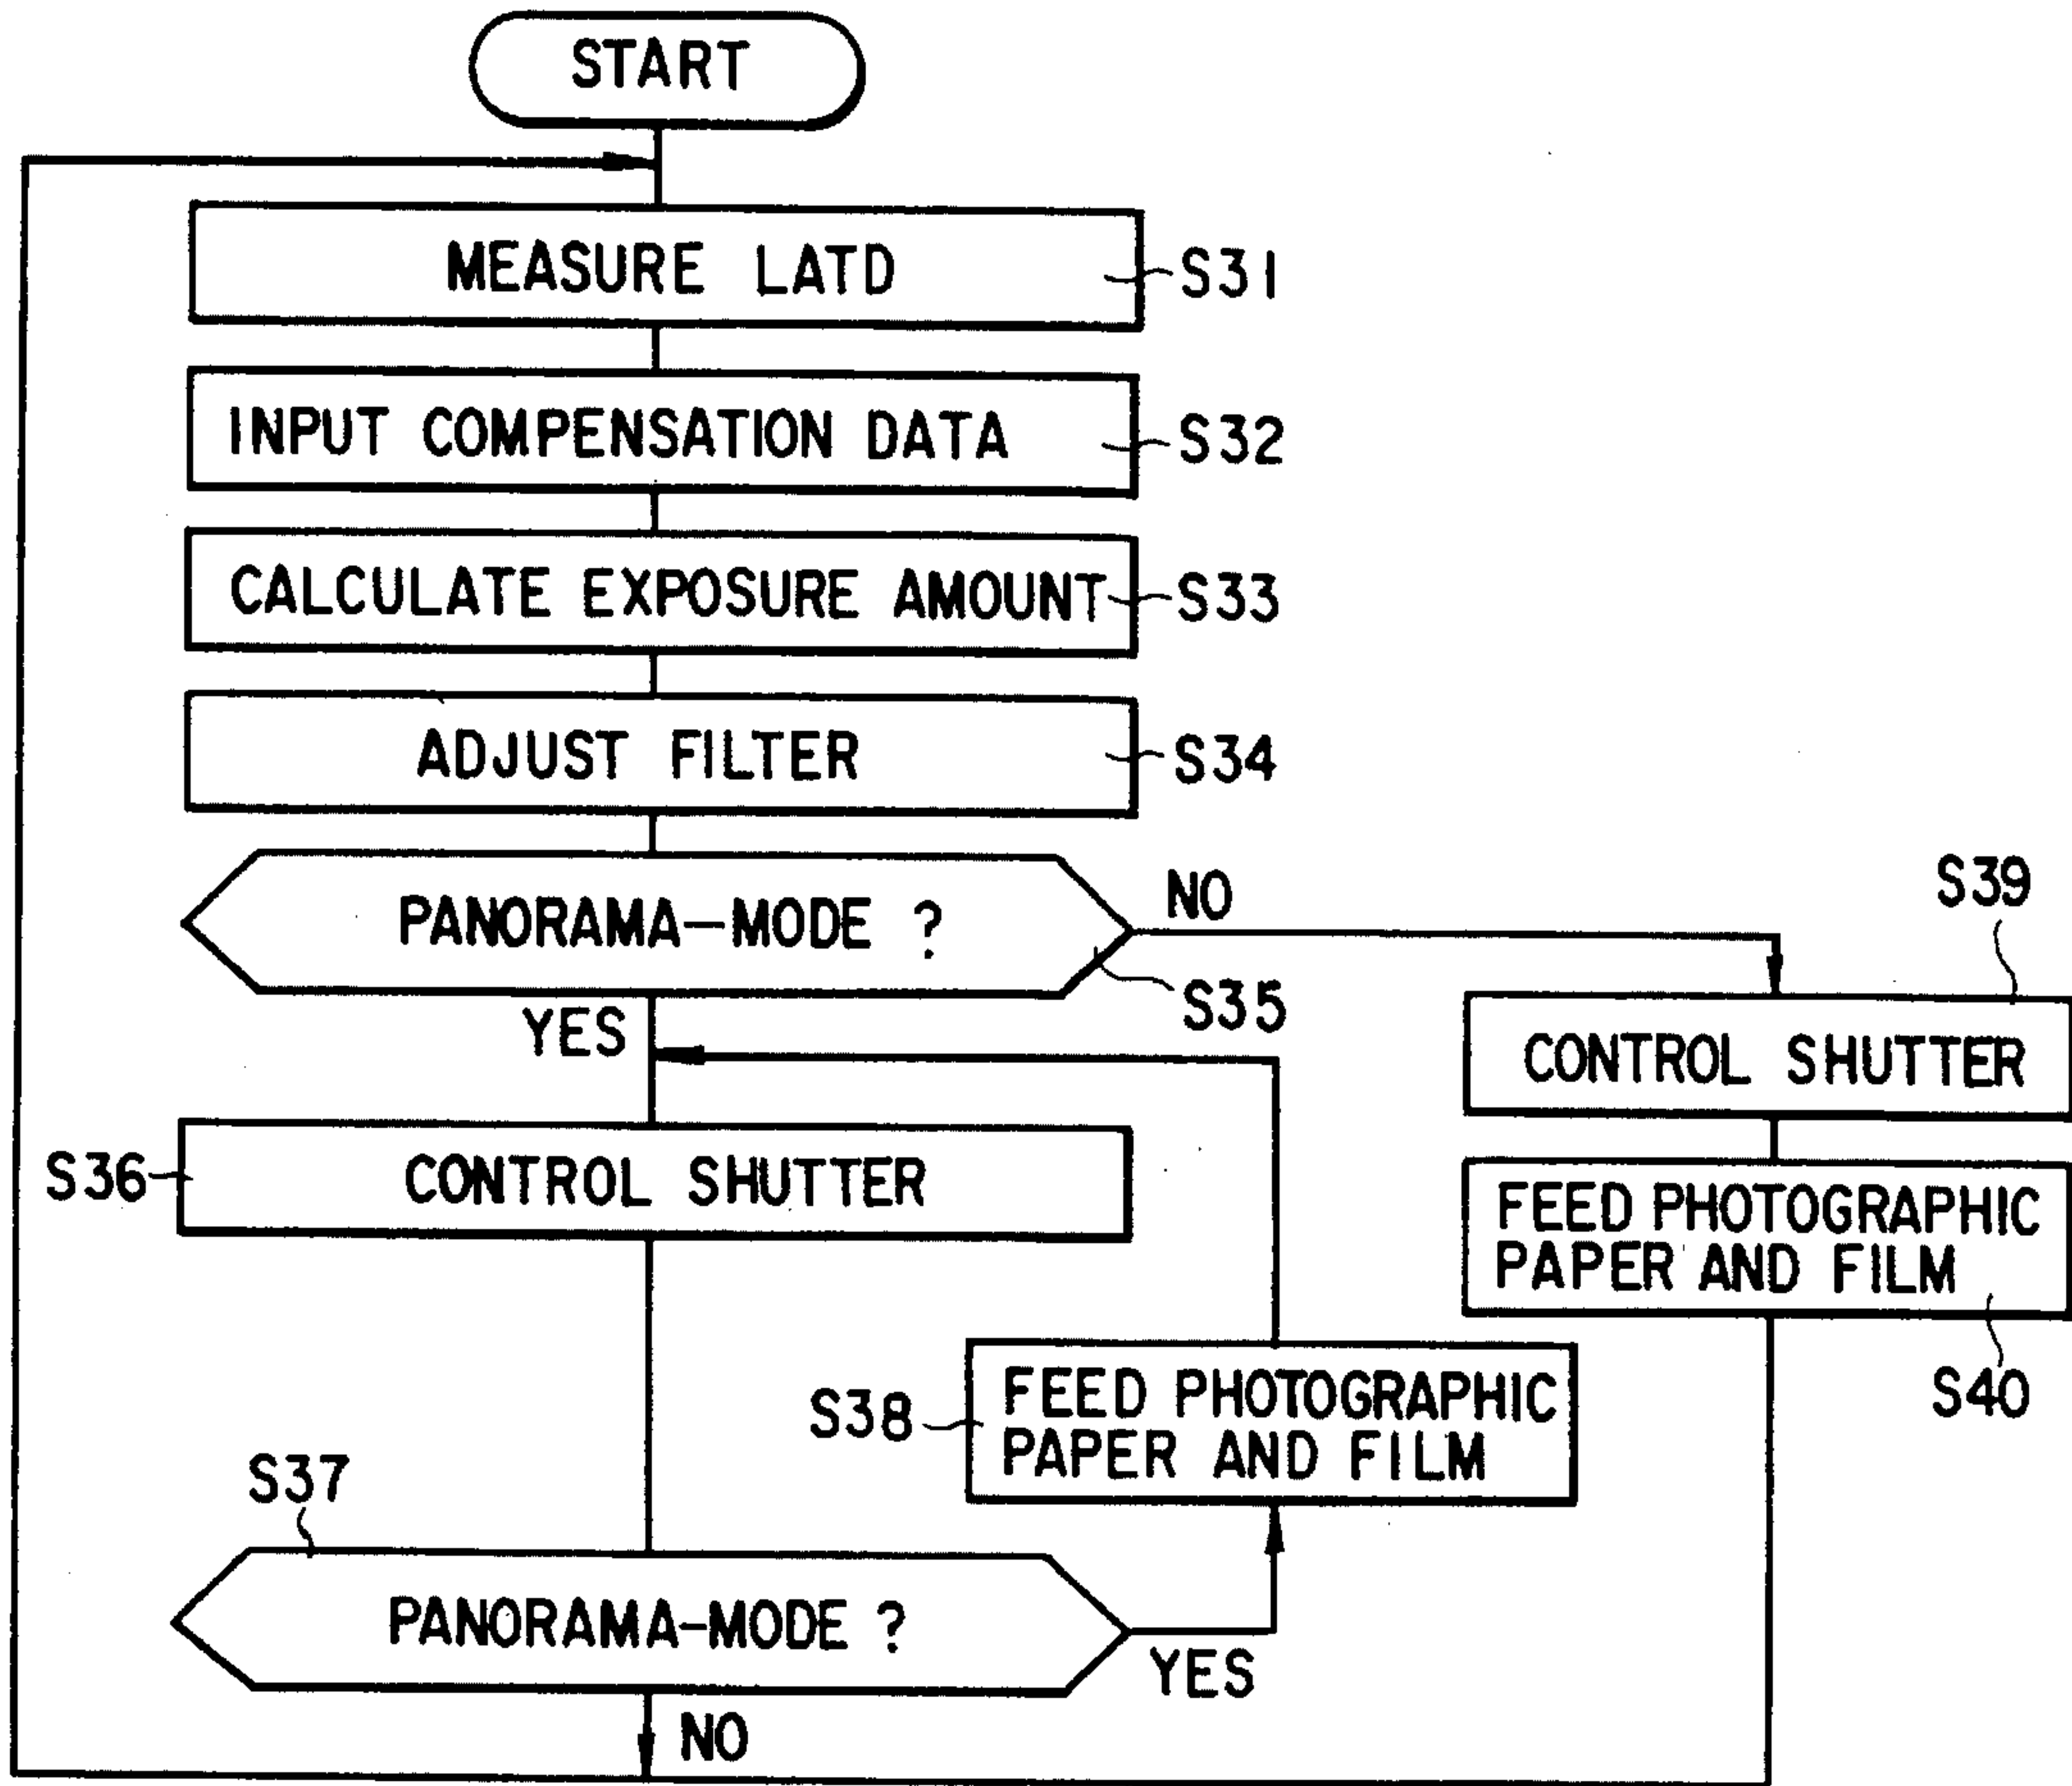 START
MEASURE LATD
S31
INPUT COMPENSATION DATA
S32
CALCULATE EXPOSURE AMOUNT
S33
ADJUST FILTER
S34
PANORAMA-MODE ?
S35
NO
YES
S39
CONTROL SHUTTER
S36
CONTROL SHUTTER
FEED PHOTOGRAPHIC
PAPER AND FILM
S40
S38
FEED PHOTOGRAPHIC
PAPER AND FILM
S37
PANORAMA-MODE ?
YES
NO